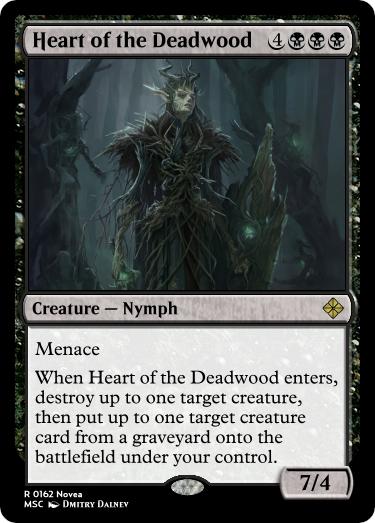 Heart of the Deadwood 4
Creature — Nymph
Menace
When Heart of the Deadwood enters,
destroy up to one target creature,
then put up to one target creature
card from a graveyard onto the
battlefield under your control.
7/4
R 0162 Novea
MSC Dmitry Dalnev